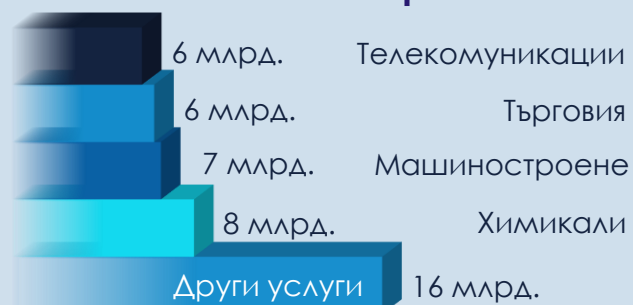 6 млрд. Телекомуникации
6 млрд. Търговия
7 млрд. Машиностроене
8 млрд. Химикали
Други услуги 16 млрд.